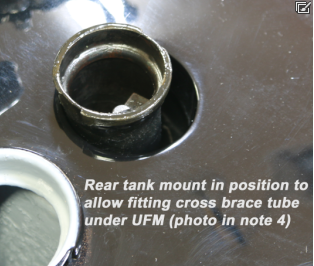 Rear tank mount in position to
allow fitting cross brace tube
under UFM (photo in note 4)